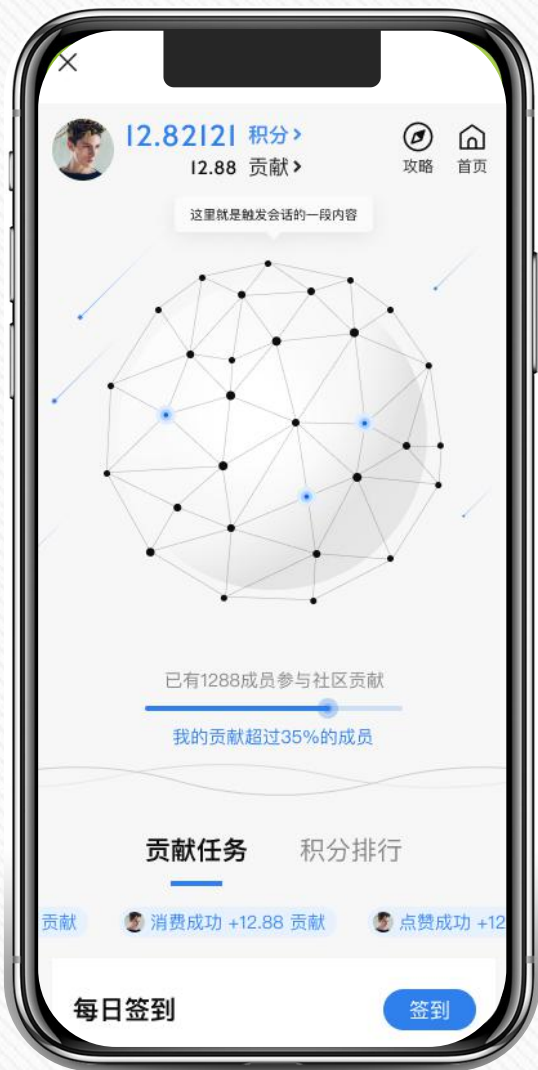 12.82121 积分
12.88 贡献
攻略
首页
这里就是触发会话的一段内容
已有1288成员参与社区贡献
我的贡献超过35%的成员
贡献任务
积分排行
贡献
消费成功 +12.88 贡献
点赞成功 +12
每日签到
签到